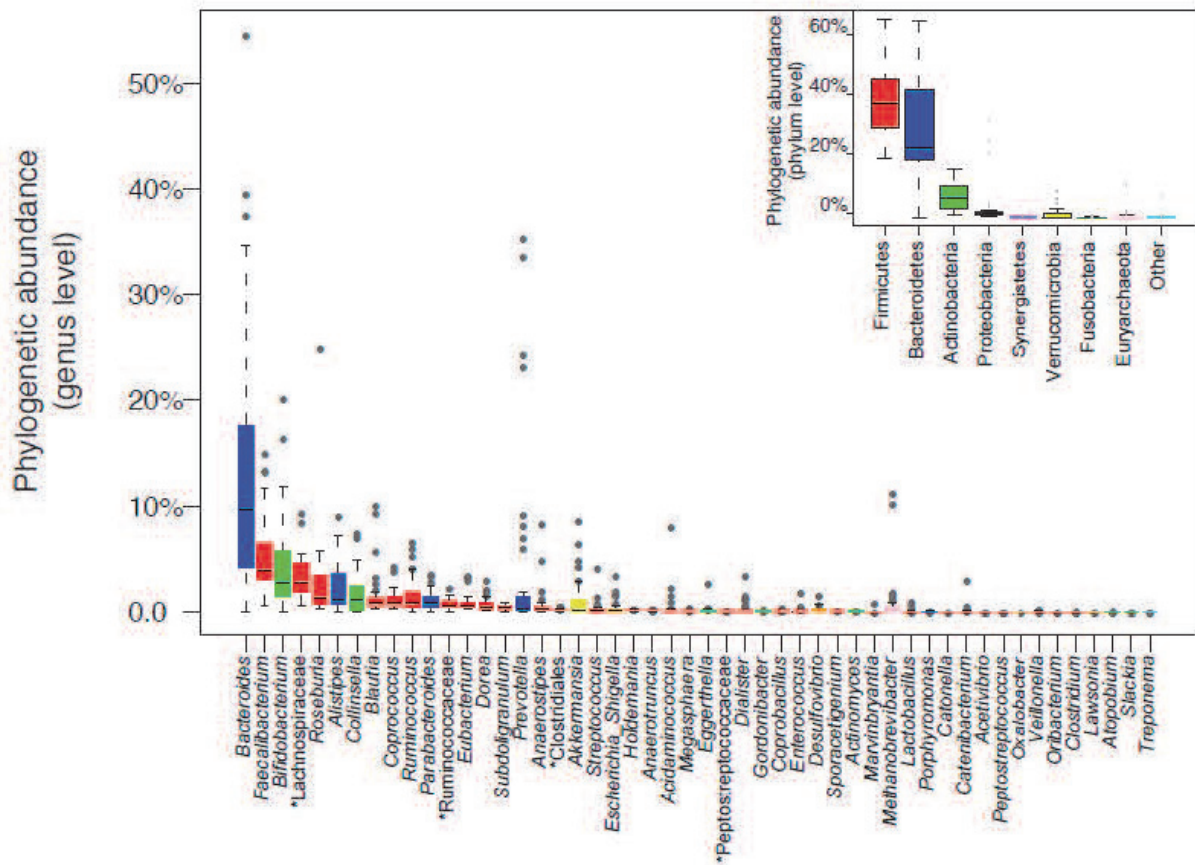 Phylogenetic abundance
(genus level)
50%
40%
30%
20%
10%
0.0
Bacteroides
Faecalibacterium
Bifidobacterium
*Lachnospiraceae
Roseburia
Alistipes
Collinsella
Blautia
Coprococcus
Ruminococcus
Parabacteroides
*Ruminococcaceae
Eubacterium
Dorea
Subdoligranulum
Prevotella
Anaerostipes
*Clostridiales
Akkermansia
Streptococcus
Escherichia_Shigella
Holdemania
Anaerotruncus
Acidaminococcus
Megasphaera
Eggerthella
*Peptostreptoccaceae
Dialister
Gordonibacter
Coprobacillus
Enterococcus
Desulfovibrio
Sporacetigenium
Actinomyces
Marvinbryantia
Methanobrevibacter
Lactobacillus
Porphyromonas
Catonella
Catenibacterium
Acetivibrio
Peptostreptococcus
Oxalobacter
Veillonella
Oribacterium
Clostridium
Lawsonia
Atopobium
Slackia
Treponema
Phylogenetic abundance
(phylum level)
60%
40%
20%
0%
Firmicutes
Bacteroidetes
Actinobacteria
Proteobacteria
Synergistetes
Verrucomicrobia
Fusobacteria
Euryarchaeota
Other